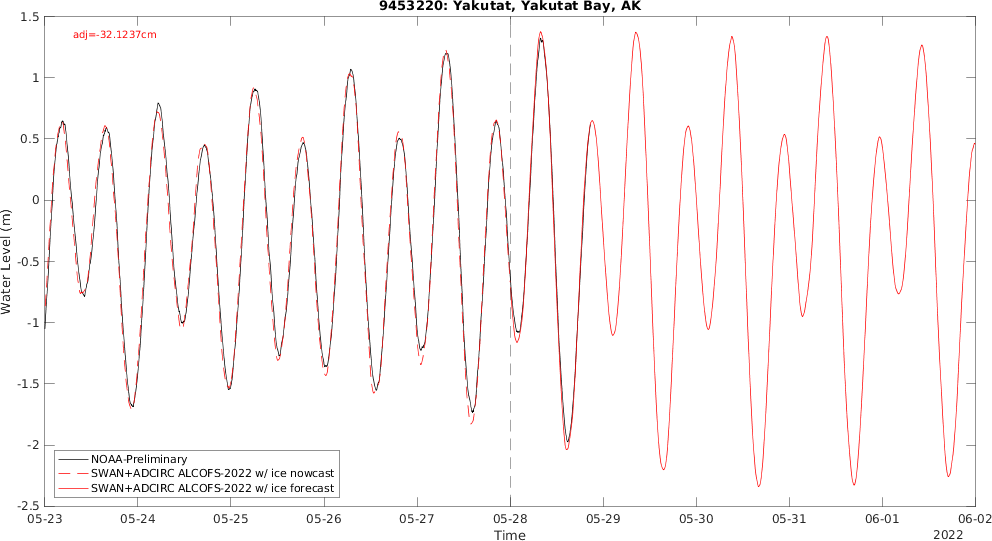 9453220: Yakutat, Yakutat Bay, AK
adj=-32.1237cm
1.5
1
0.5
0
-0.5
-1
-1.5
-2
-2.5
Water Level (m)
NOAA-Preliminary
SWAN+ADCIRC ALCOFS-2022 w/ ice nowcast
SWAN+ADCIRC ALCOFS-2022 w/ ice forecast
05-23 05-24 05-25 05-26 05-27 05-28 05-29 05-30 05-31 06-01 06-02
Time
2022